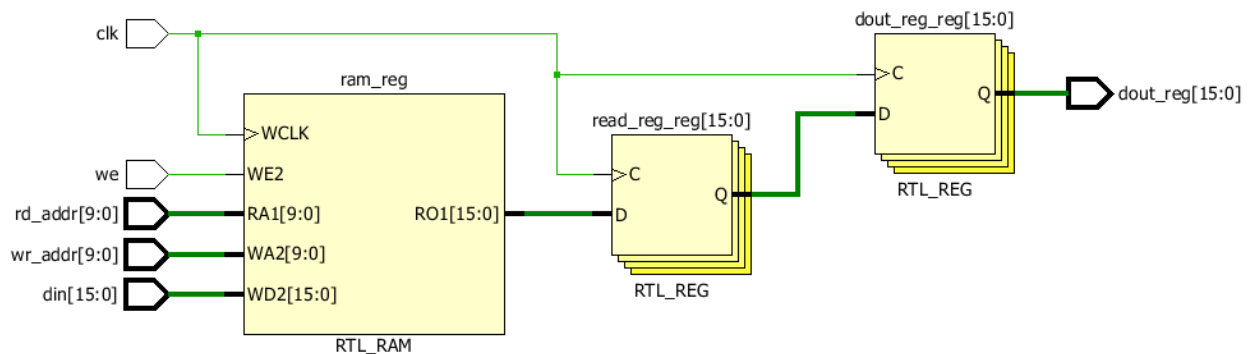 clk
we
rd_addr[9:0]
wr_addr[9:0]
din[15:0]
ram_reg
WCLK
WE2
RA1[9:0]
RO1[15:0]
WA2[9:0]
WD2[15:0]
RTL_RAM
read_reg_reg[15:0]
C
Q
D
RTL_REG
dout_reg_reg[15:0]
C
Q
D
RTL_REG
dout_reg[15:0]